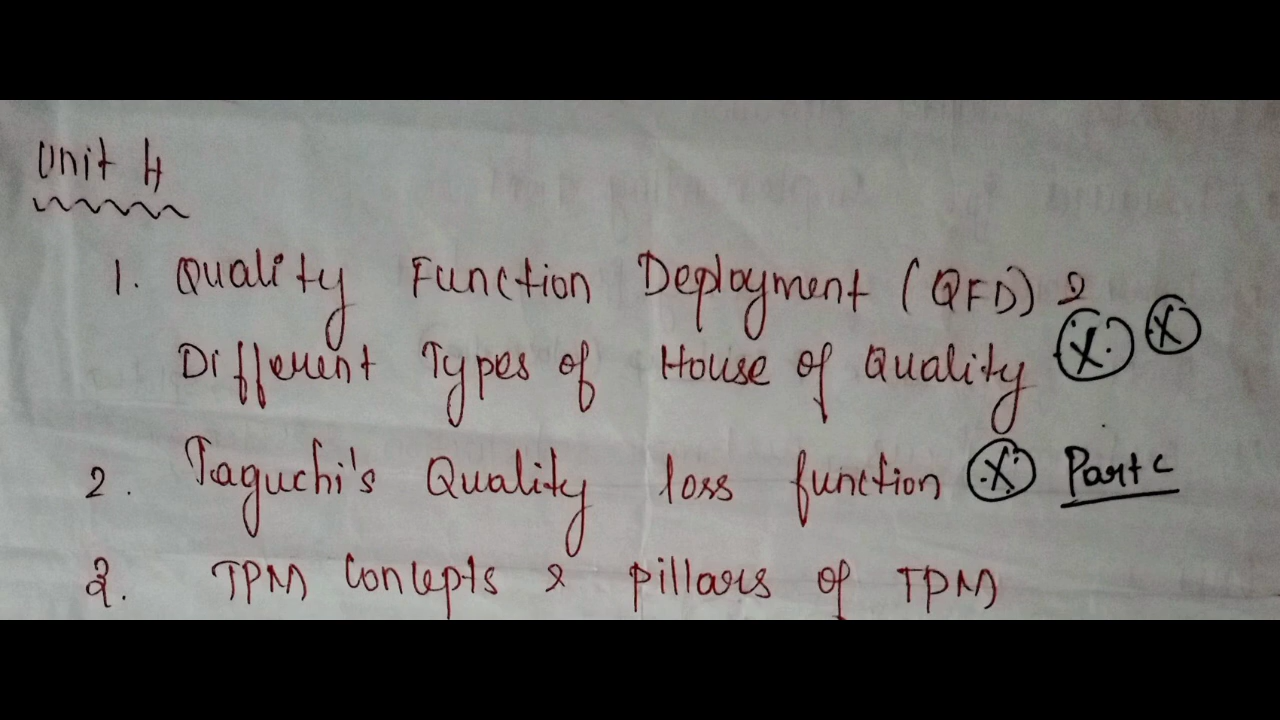 Unit 4
1. Quality Function Deployment (QFD) &
Different Types of House of Quality X X
2. Taguchi's Quality loss function X Part c
3. TPM Concepts & pillars of TPM